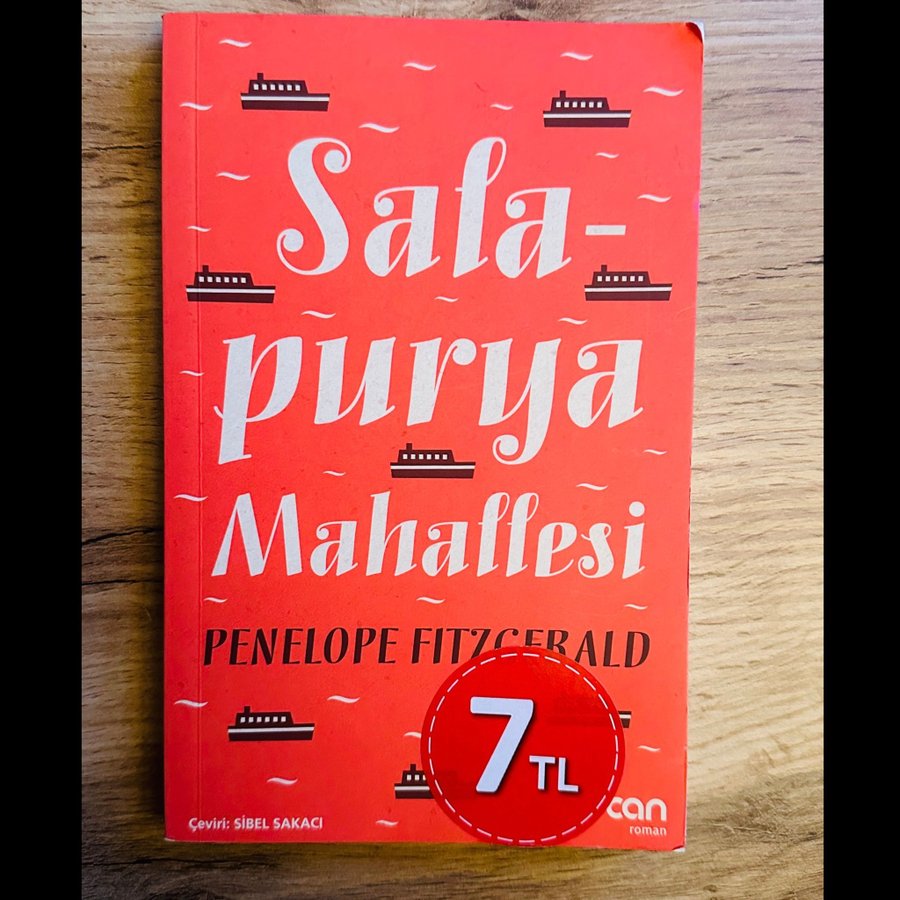 Sala-
purya
Mahallesi
PENELOPE FITZGERALD
7 TL
can
roman
Çeviri: SİBEL SAKACI